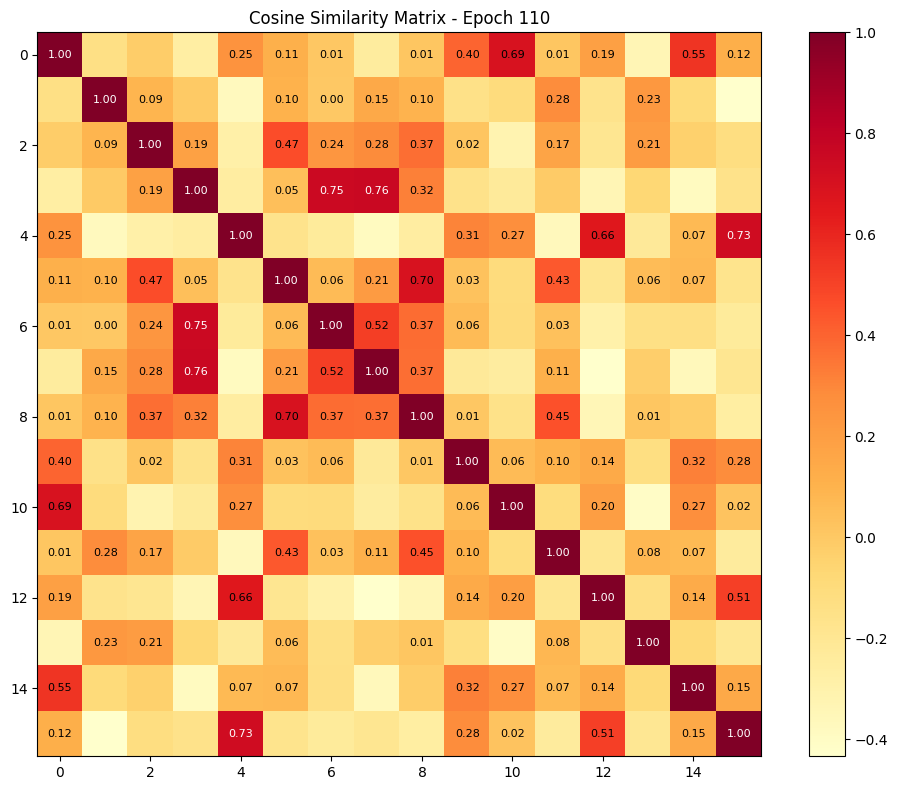 Cosine Similarity Matrix - Epoch 110
0 1.00 0.25 0.11 0.01 0.01 0.40 0.69 0.01 0.19 0.55 0.12
1.00 0.09 0.10 0.00 0.15 0.10 0.28 0.23
2 0.09 1.00 0.19 0.47 0.24 0.28 0.37 0.02 0.17 0.21
0.19 1.00 0.05 0.75 0.76 0.32
4 0.25 1.00 0.31 0.27 0.66 0.07 0.73
0.11 0.10 0.47 0.05 1.00 0.06 0.21 0.70 0.03 0.43 0.06 0.07
6 0.01 0.00 0.24 0.75 0.06 1.00 0.52 0.37 0.06 0.03
0.15 0.28 0.76 0.21 0.52 1.00 0.37 0.11
8 0.01 0.10 0.37 0.32 0.70 0.37 0.37 1.00 0.01 0.45 0.01
0.40 0.02 0.31 0.03 0.06 0.01 1.00 0.06 0.10 0.14 0.32 0.28
10 0.69 0.27 0.06 1.00 0.20 0.27 0.02
0.01 0.28 0.17 0.43 0.03 0.11 0.45 0.10 1.00 0.08 0.07
12 0.19 0.66 0.14 0.20 1.00 0.14 0.51
0.23 0.21 0.06 0.01 0.08 1.00
14 0.55 0.07 0.07 0.32 0.27 0.07 0.14 1.00 0.15
0.12 0.73 0.28 0.02 0.51 0.15 1.00
0 2 4 6 8 10 12 14
1.0
0.8
0.6
0.4
0.2
0.0
−0.2
−0.4